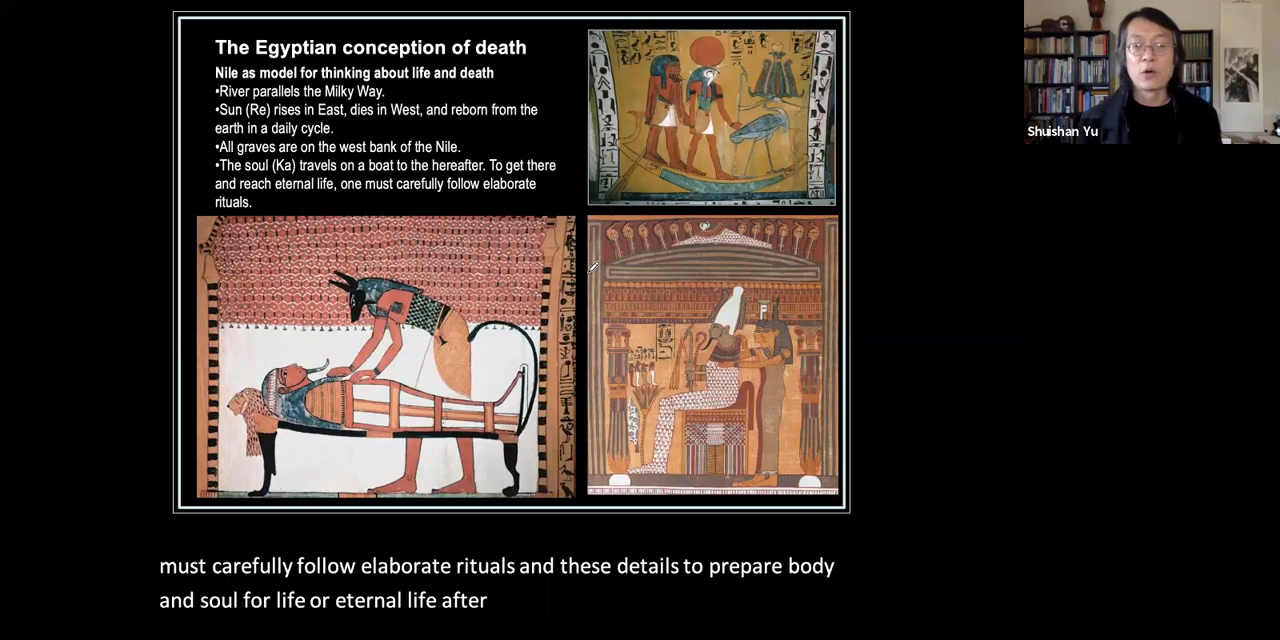 The Egyptian conception of death
Nile as model for thinking about life and death
•River parallels the Milky Way.
•Sun (Re) rises in East, dies in West, and reborn from the
earth in a daily cycle.
•All graves are on the west bank of the Nile.
•The soul (Ka) travels on a boat to the hereafter. To get there
and reach eternal life, one must carefully follow elaborate
rituals.
Shuishan Yu
must carefully follow elaborate rituals and these details to prepare body
and soul for life or eternal life after